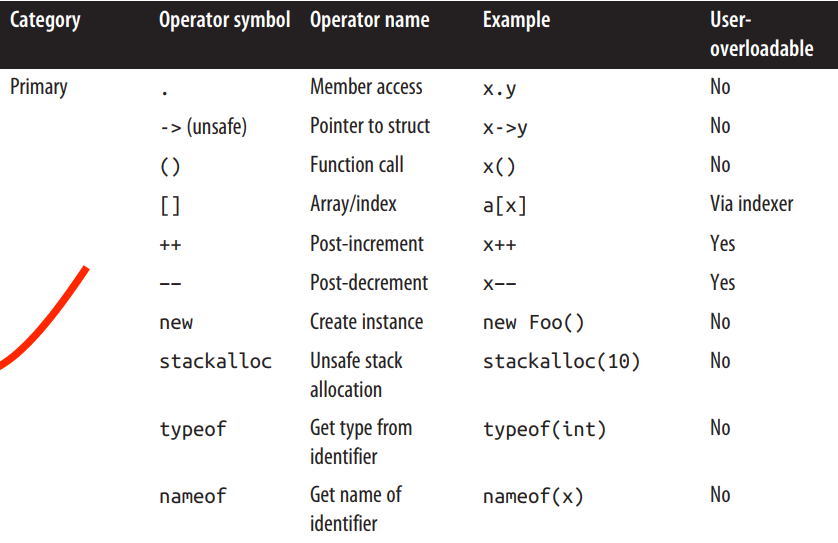 Category Operator symbol Operator name Example User-
overloadable
Primary . Member access x.y No
-> (unsafe) Pointer to struct x->y No
() Function call x() No
[] Array/index a[x] Via indexer
++ Post-increment x++ Yes
-- Post-decrement x-- Yes
new Create instance new Foo() No
stackalloc Unsafe stack stackalloc(10) No
allocation
typeof Get type from typeof(int) No
identifier
nameof Get name of nameof(x) No
identifier